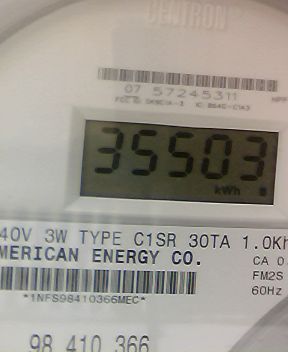 CENTRON
07 57245311
35503
kWh
40V 3W TYPE C1SR 30TA 1.0Kh
MERICAN ENERGY CO.
CA 0.
FM2S
*1NFS98410366MEC*
60Hz
98 410 366